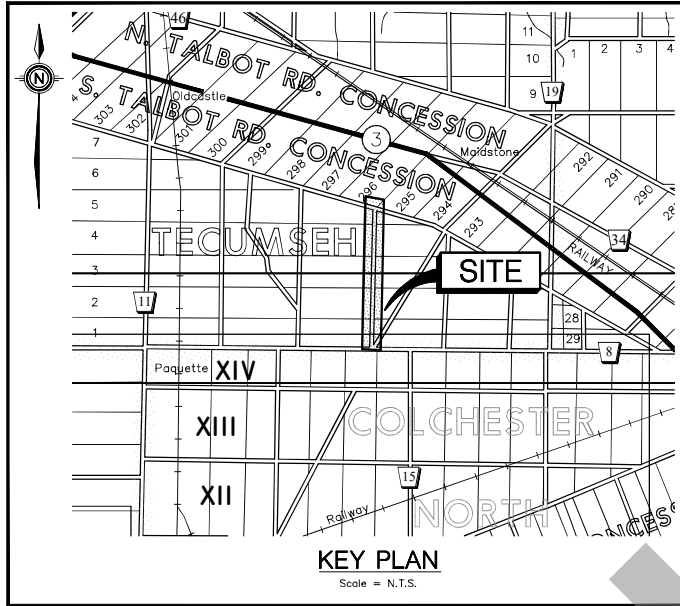 46
N
N. TALBOT RD. CONCESSION
S. TALBOT RD CONCESSION
Oldcastle
Maidstone
3
11
10
9
1 2 3 4
19
303
302
301
300
299
298
297
296
295
294
293
292
291
290
34
RAILWAY
7
6
5
4
3
2
1
TECUMSEH
SITE
11
28
29
8
Paquette
XIV
XIII
XII
COLCHESTER
NORTH
15
Railway
KEY PLAN
Scale = N.T.S.